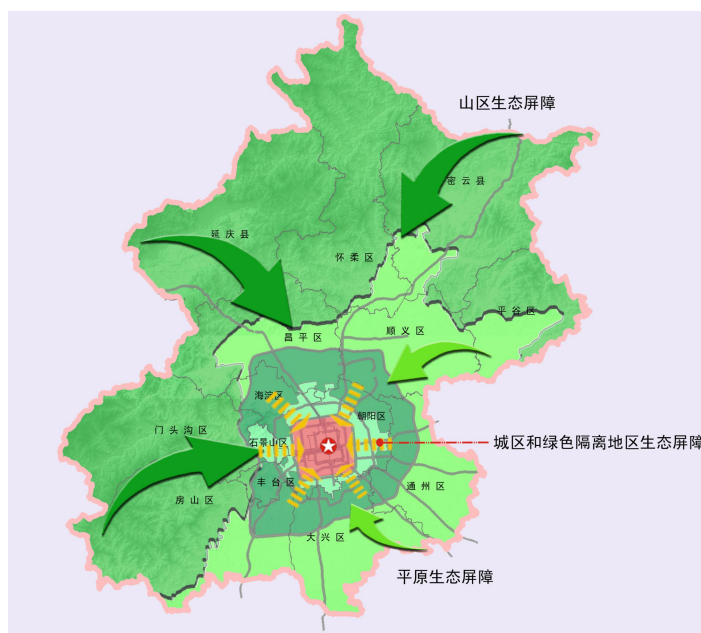 山区生态屏障
密云县
延庆县
怀柔区
平谷区
顺义区
昌平区
海淀区
朝阳区
门头沟区
石景山区
城区和绿色隔离地区生态屏障
丰台区
通州区
房山区
大兴区
平原生态屏障